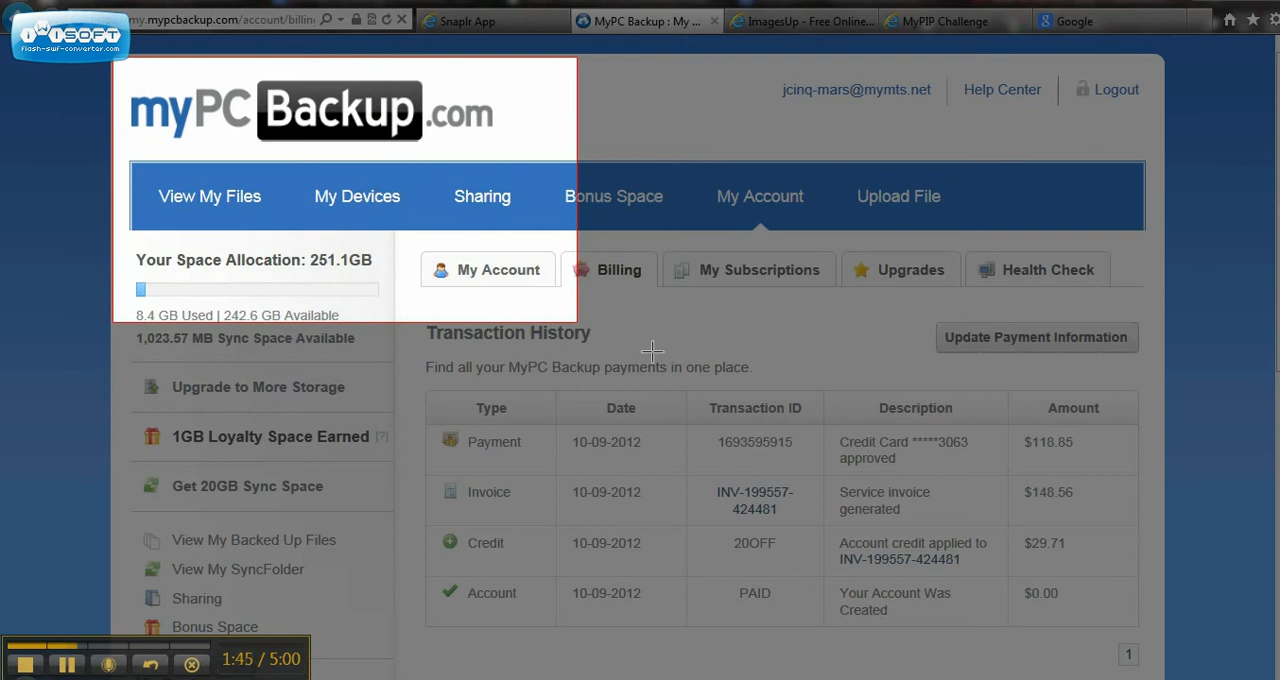 my.mypcbackup.com/account/billin
Snaplr App
MyPC Backup : My ...
ImagesUp - Free Online...
MyPIP Challenge
Google
iWiSOFT
flash-swf-converter.com
myPCBackup.com
jcinq-mars@mymts.net
Help Center
Logout
View My Files
My Devices
Sharing
Bonus Space
My Account
Upload File
Your Space Allocation: 251.1GB
8.4 GB Used | 242.6 GB Available
1,023.57 MB Sync Space Available
Upgrade to More Storage
1GB Loyalty Space Earned [?]
Get 20GB Sync Space
View My Backed Up Files
View My SyncFolder
Sharing
Bonus Space
My Account
Billing
My Subscriptions
Upgrades
Health Check
Transaction History
Update Payment Information
Find all your MyPC Backup payments in one place.
Type Date Transaction ID Description Amount
Payment 10-09-2012 1693595915 Credit Card *****3063 $118.85
approved
Invoice 10-09-2012 INV-199557- Service invoice $148.56
424481 generated
Credit 10-09-2012 20OFF Account credit applied to $29.71
INV-199557-424481
Account 10-09-2012 PAID Your Account Was $0.00
Created
1
1:45 / 5:00